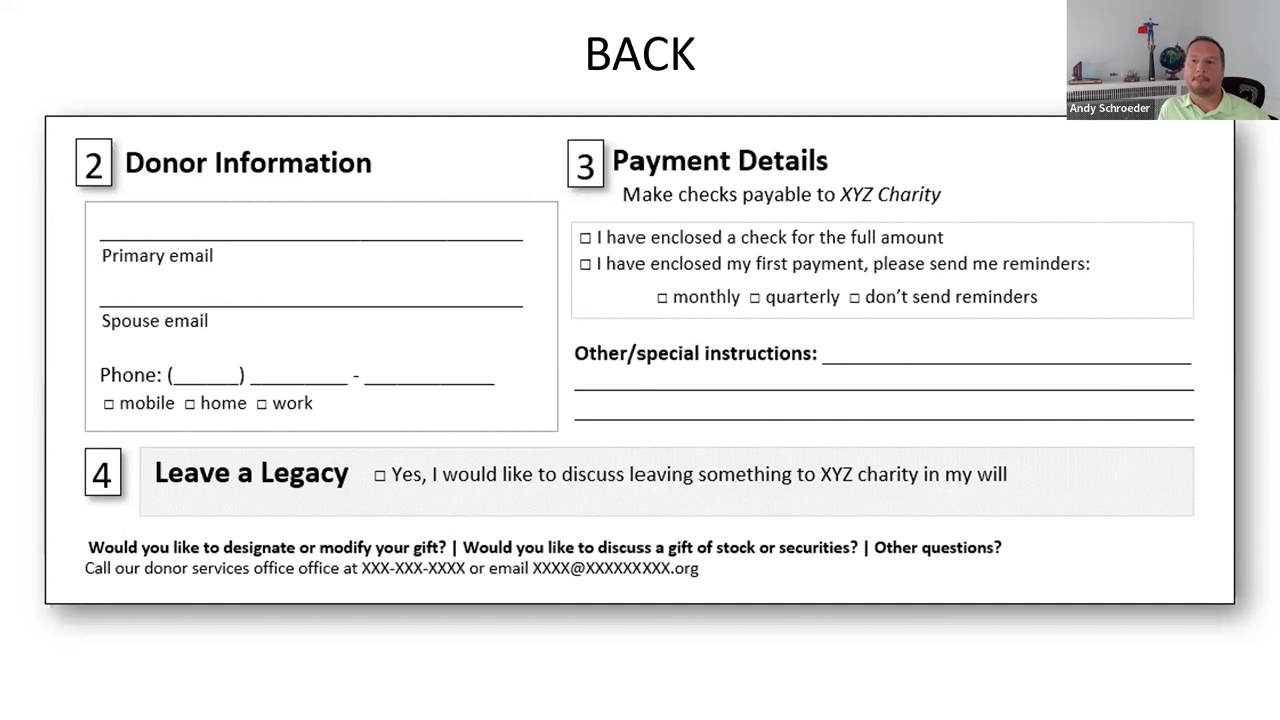 BACK
Andy Schroeder
2 Donor Information
Primary email
Spouse email
Phone: (______) _________ - ____________
□ mobile □ home □ work
3 Payment Details
Make checks payable to XYZ Charity
□ I have enclosed a check for the full amount
□ I have enclosed my first payment, please send me reminders:
□ monthly □ quarterly □ don't send reminders
Other/special instructions:
4 Leave a Legacy □ Yes, I would like to discuss leaving something to XYZ charity in my will
Would you like to designate or modify your gift? | Would you like to discuss a gift of stock or securities? | Other questions?
Call our donor services office office at XXX-XXX-XXXX or email XXXX@XXXXXXXXX.org